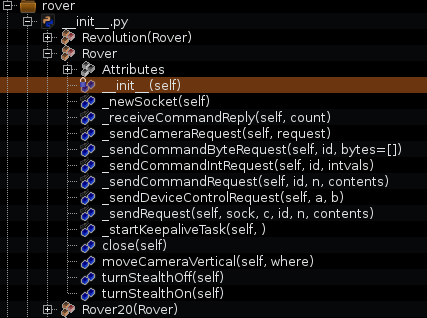 rover
__init__.py
Revolution(Rover)
Rover
Attributes
__init__(self)
_newSocket(self)
_receiveCommandReply(self, count)
_sendCameraRequest(self, request)
_sendCommandByteRequest(self, id, bytes=[])
_sendCommandIntRequest(self, id, intvals)
_sendCommandRequest(self, id, n, contents)
_sendDeviceControlRequest(self, a, b)
_sendRequest(self, sock, c, id, n, contents)
_startKeepaliveTask(self, )
close(self)
moveCameraVertical(self, where)
turnStealthOff(self)
turnStealthOn(self)
Rover20(Rover)